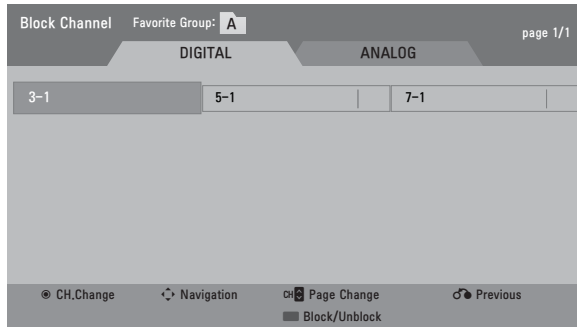 Block Channel Favorite Group: A
page 1/1
DIGITAL ANALOG
3-1 5-1 7-1
CH.Change Navigation CH Page Change Previous
Block/Unblock